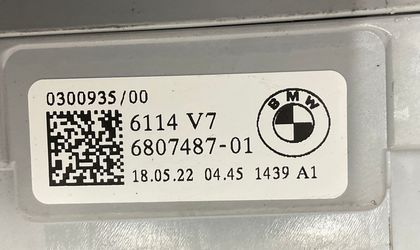 0300935/00
BMW
6114 V7
6807487-01
18.05.22 04.45 1439 A1